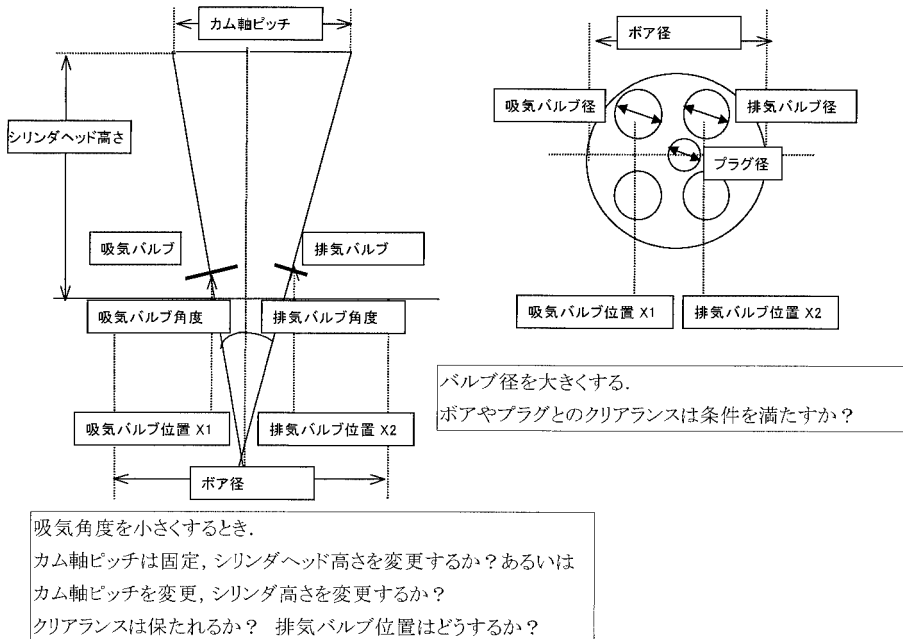 カム軸ピッチ
シリンダヘッド高さ
吸気バルブ
排気バルブ
吸気バルブ角度
排気バルブ角度
吸気バルブ位置 X1
排気バルブ位置 X2
ボア径
ボア径
吸気バルブ径
排気バルブ径
プラグ径
吸気バルブ位置 X1
排気バルブ位置 X2
バルブ径を大きくする.
ボアやプラグとのクリアランスは条件を満たすか？
吸気角度を小さくするとき.
カム軸ピッチは固定, シリンダヘッド高さを変更するか？あるいは
カム軸ピッチを変更, シリンダ高さを変更するか？
クリアランスは保たれるか？ 排気バルブ位置はどうするか？